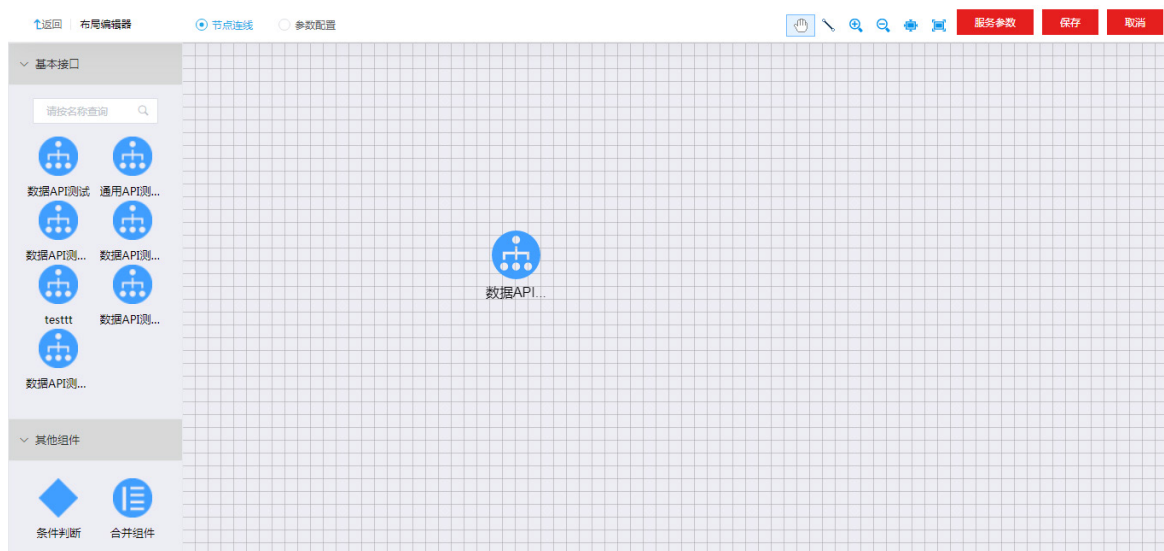 返回 布局编辑器 节点连线 参数配置 服务参数 保存 取消
基本接口
请按名称查询
数据API测试 通用API测...
数据API测... 数据API测...
testtt 数据API测...
数据API测...
数据API...
其他组件
条件判断 合并组件